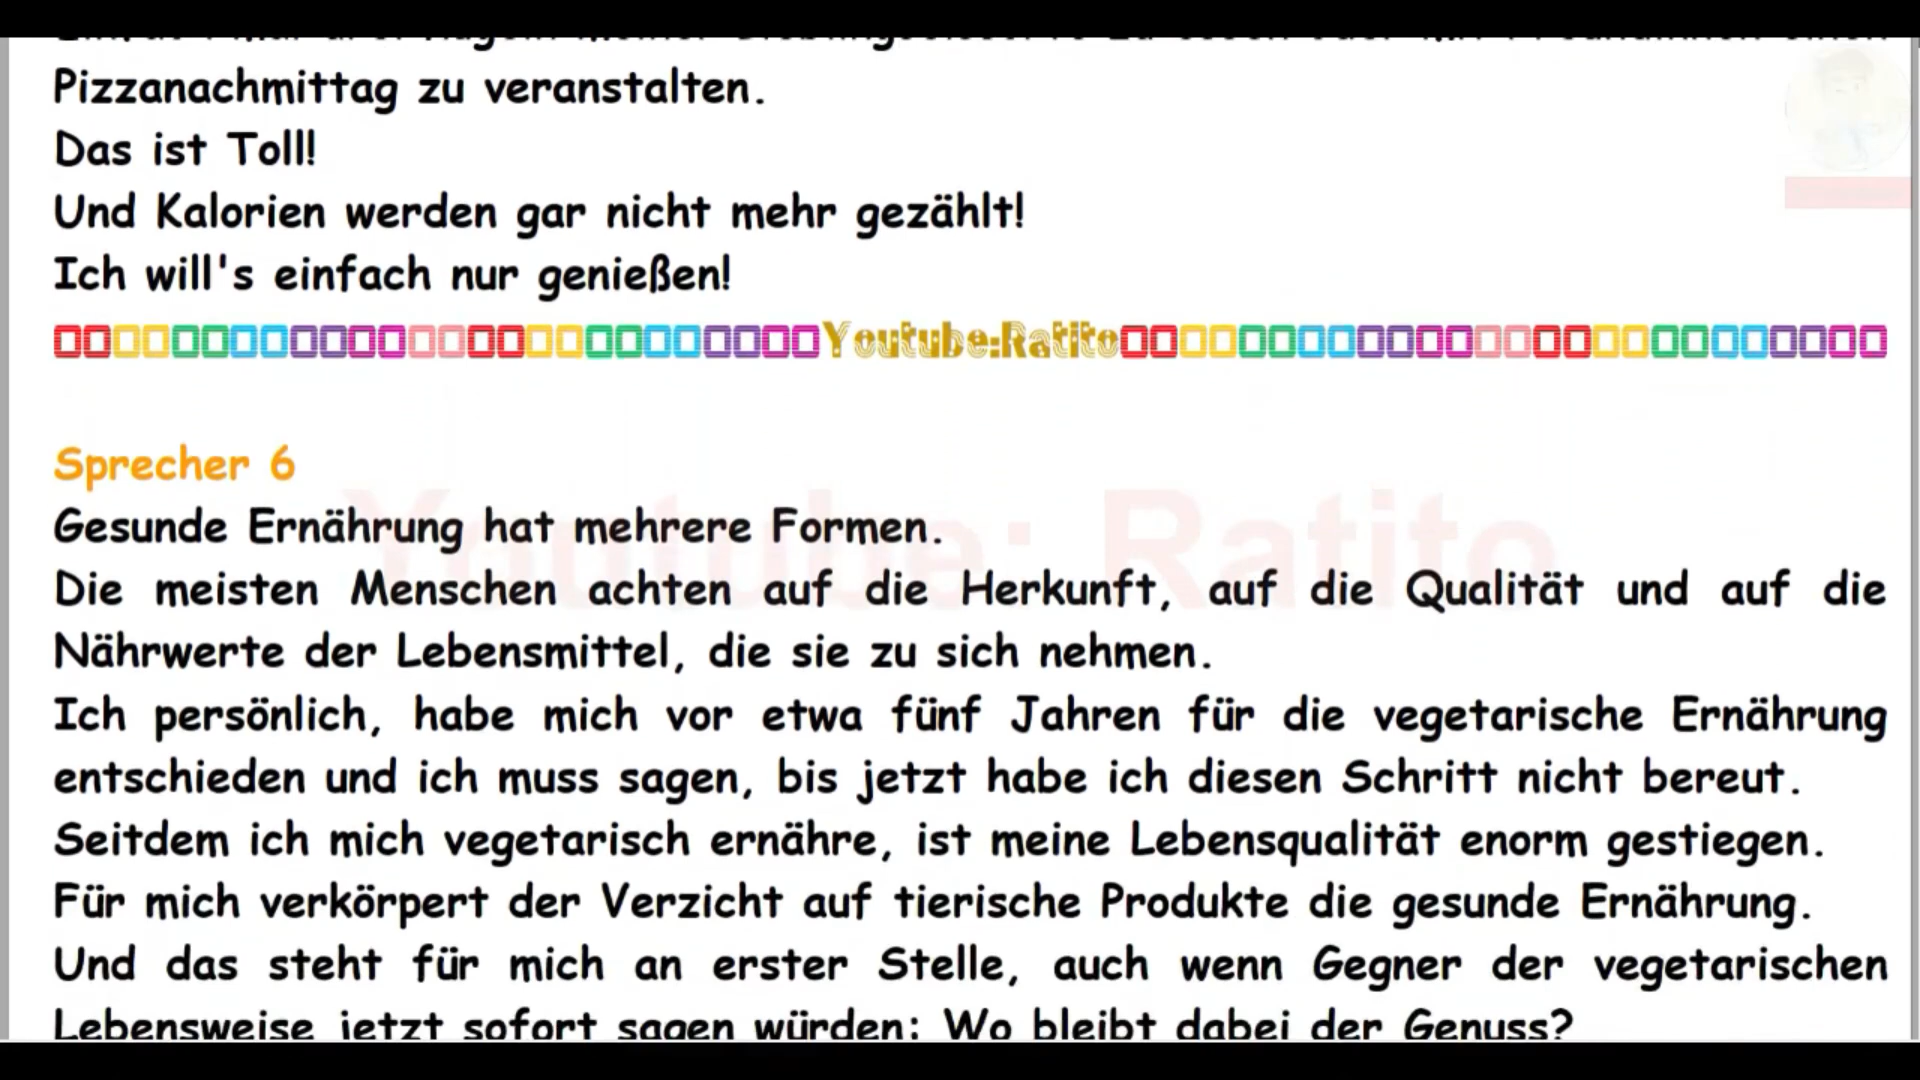 Pizzanachmittag zu veranstalten.
Das ist Toll!
Und Kalorien werden gar nicht mehr gezählt!
Ich will's einfach nur genießen!
Youtube:Ratito
Sprecher 6
Youtube: Ratito
Gesunde Ernährung hat mehrere Formen.
Die meisten Menschen achten auf die Herkunft, auf die Qualität und auf die
Nährwerte der Lebensmittel, die sie zu sich nehmen.
Ich persönlich, habe mich vor etwa fünf Jahren für die vegetarische Ernährung
entschieden und ich muss sagen, bis jetzt habe ich diesen Schritt nicht bereut.
Seitdem ich mich vegetarisch ernähre, ist meine Lebensqualität enorm gestiegen.
Für mich verkörpert der Verzicht auf tierische Produkte die gesunde Ernährung.
Und das steht für mich an erster Stelle, auch wenn Gegner der vegetarischen
Lebensweise jetzt sofort sagen würden: Wo bleibt dabei der Genuss?